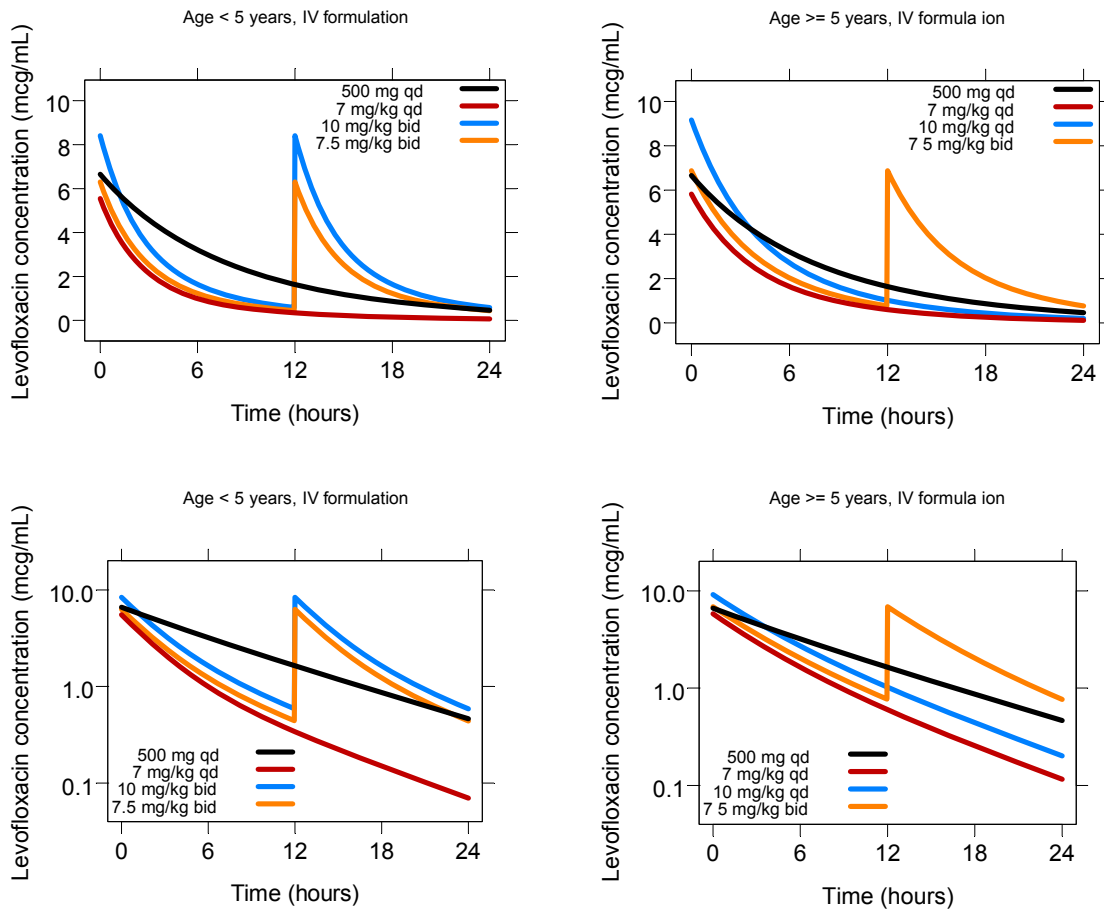 Age < 5 years, IV formulation
Levofloxacin concentration (mcg/mL)
500 mg qd
7 mg/kg qd
10 mg/kg bid
7.5 mg/kg bid
10
8
6
4
2
0
0 6 12 18 24
Time (hours)
Age >= 5 years, IV formula ion
Levofloxacin concentration (mcg/mL)
500 mg qd
7 mg/kg qd
10 mg/kg qd
7 5 mg/kg bid
10
8
6
4
2
0
0 6 12 18 24
Time (hours)
Age < 5 years, IV formulation
Levofloxacin concentration (mcg/mL)
10.0
1.0
0.1
500 mg qd
7 mg/kg qd
10 mg/kg bid
7.5 mg/kg bid
0 6 12 18 24
Time (hours)
Age >= 5 years, IV formula ion
Levofloxacin concentration (mcg/mL)
10.0
1.0
0.1
500 mg qd
7 mg/kg qd
10 mg/kg qd
7 5 mg/kg bid
0 6 12 18 24
Time (hours)